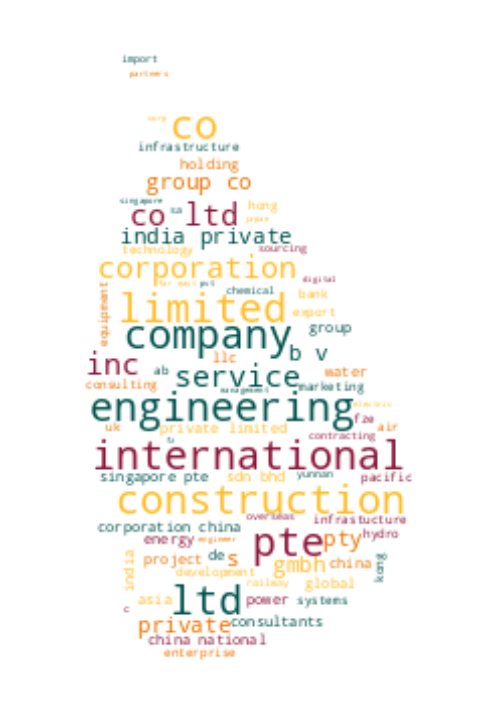 import
partners
corp
co
infrastructure
holding
group co
singapore
co
sa
ltd
hong
japan
india private
technology
sourcing
corporation
digital
far east
pvt
chemical
bank
equipment
limited
export
company
group
b v
inc
llc
ab
service
water
consulting
management
marketing
engineering
electric
fze
uk
private limited
air
contracting
international
singapore pte
sdn bhd
yunnan
pacific
construction
overseas
infrastucture
corporation china
energy
engineer
pte
pty
hydro
project
de
s
gmbh
china
kong
india
development
railway
global
asia
ltd
power
systems
c
private
consultants
china national
enterprise